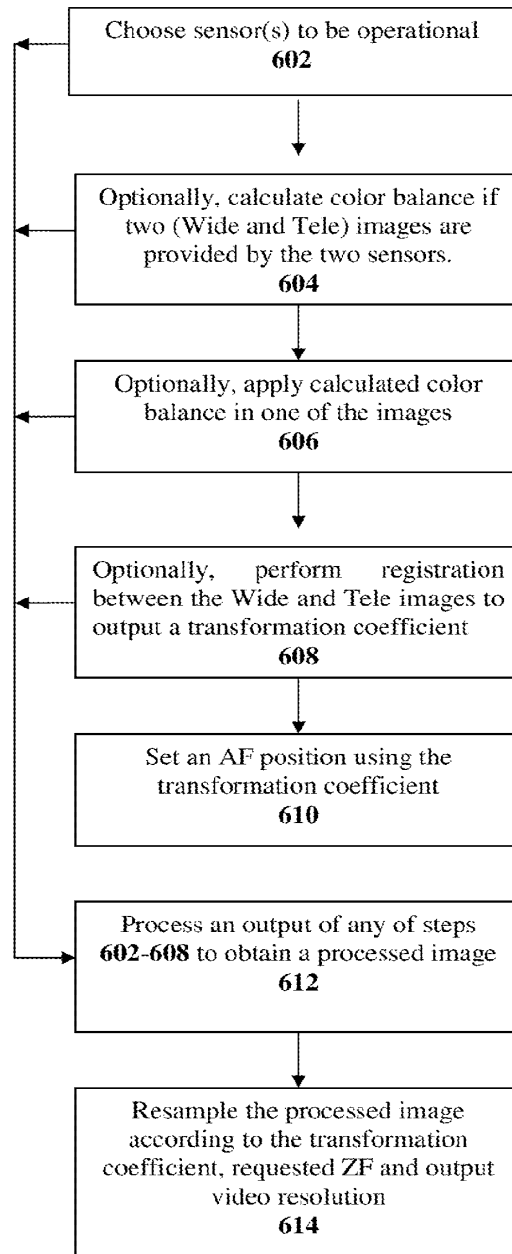 Choose sensor(s) to be operational
602
Optionally, calculate color balance if
two (Wide and Tele) images are
provided by the two sensors.
604
Optionally, apply calculated color
balance in one of the images
606
Optionally, perform registration
between the Wide and Tele images to
output a transformation coefficient
608
Set an AF position using the
transformation coefficient
610
Process an output of any of steps
602-608 to obtain a processed image
612
Resample the processed image
according to the transformation
coefficient, requested ZF and output
video resolution
614